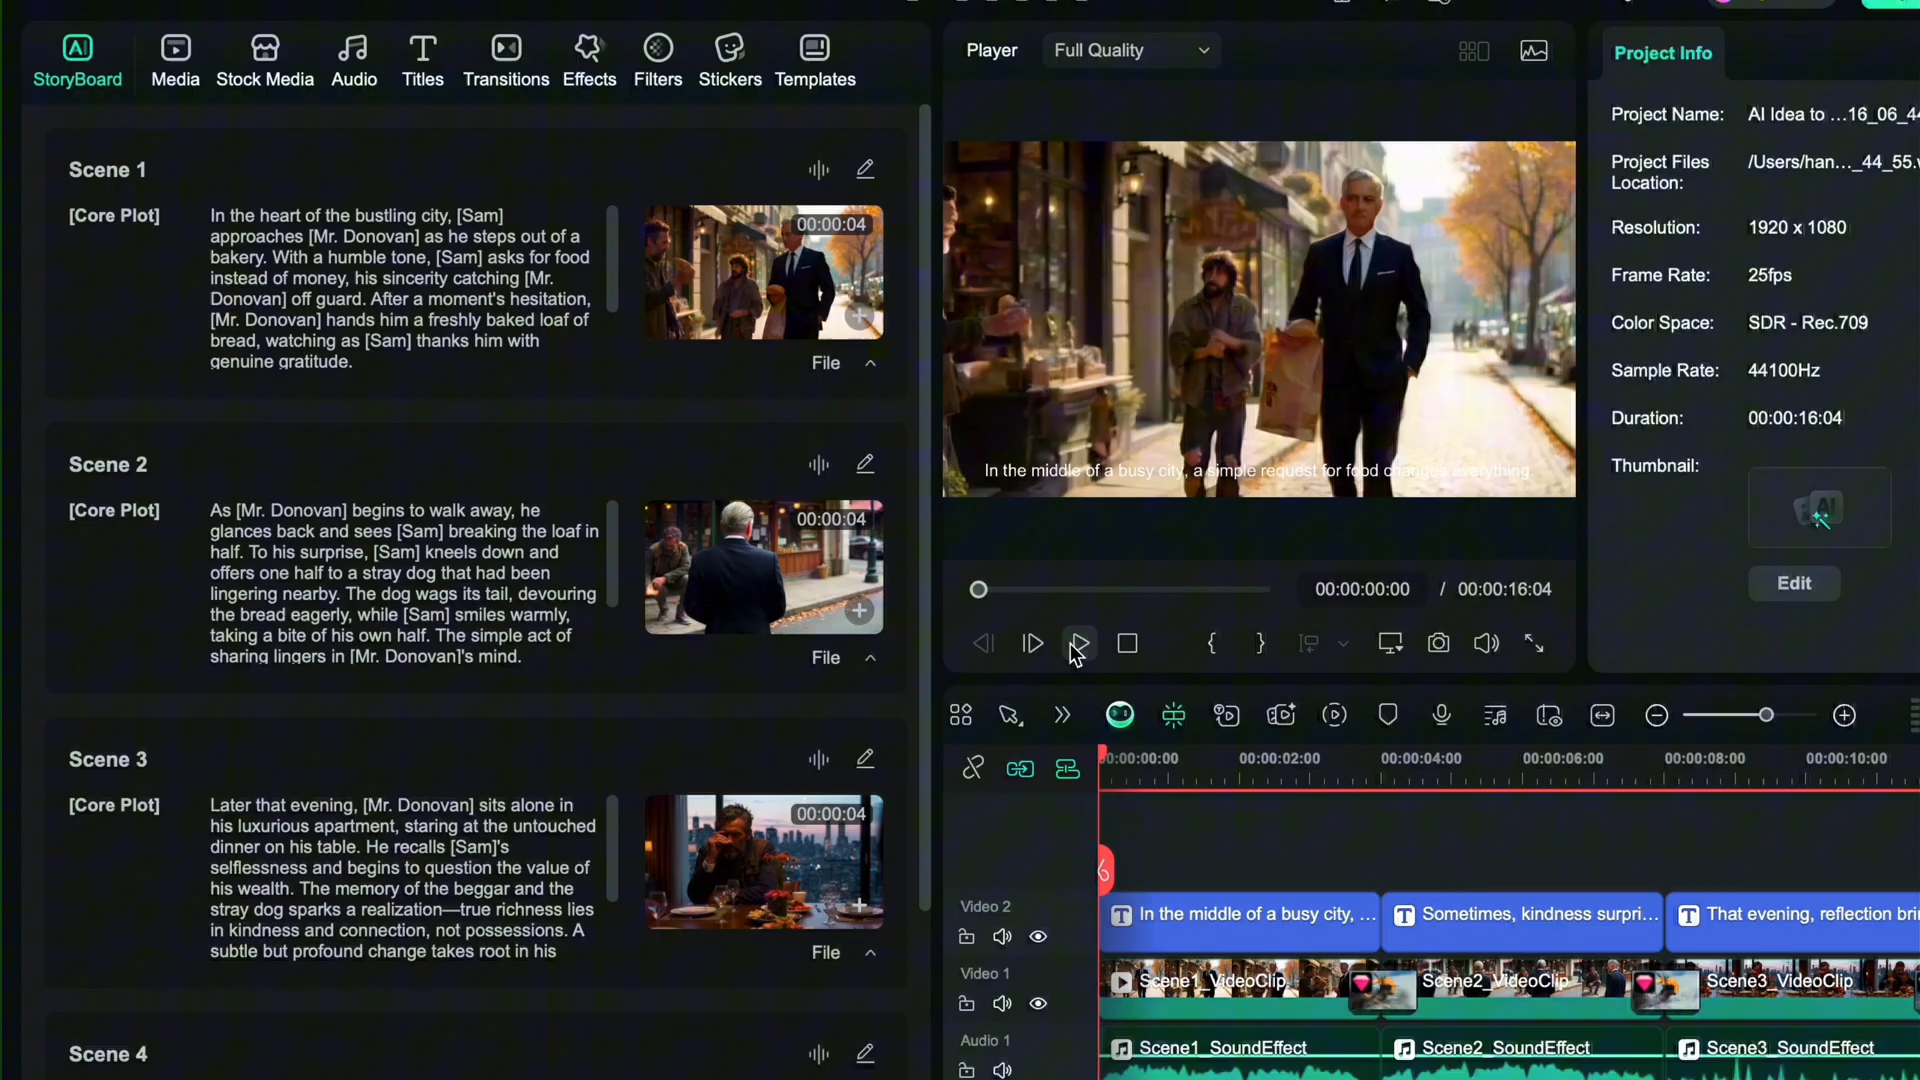 StoryBoard
Media
Stock Media
Audio
Titles
Transitions
Effects
Filters
Stickers
Templates
Scene 1
[Core Plot]
In the heart of the bustling city, [Sam]
approaches [Mr. Donovan] as he steps out of a
bakery. With a humble tone, [Sam] asks for food
instead of money, his sincerity catching [Mr.
Donovan] off guard. After a moment's hesitation,
[Mr. Donovan] hands him a freshly baked loaf of
bread, watching as [Sam] thanks him with
genuine gratitude.
00:00:04
File
Scene 2
[Core Plot]
As [Mr. Donovan] begins to walk away, he
glances back and sees [Sam] breaking the loaf in
half. To his surprise, [Sam] kneels down and
offers one half to a stray dog that had been
lingering nearby. The dog wags its tail, devouring
the bread eagerly, while [Sam] smiles warmly,
taking a bite of his own half. The simple act of
sharing lingers in [Mr. Donovan]'s mind.
00:00:04
File
Scene 3
[Core Plot]
Later that evening, [Mr. Donovan] sits alone in
his luxurious apartment, staring at the untouched
dinner on his table. He recalls [Sam]'s
selflessness and begins to question the value of
his wealth. The memory of the beggar and the
stray dog sparks a realization—true richness lies
in kindness and connection, not possessions. A
subtle but profound change takes root in his
00:00:04
File
Scene 4
Player
Full Quality
In the middle of a busy city, a simple request for food changes everything.
00:00:00:00 / 00:00:16:04
Project Info
Project Name: AI Idea to ...16_06_44
Project Files Location: /Users/han..._44_55.
Resolution: 1920 x 1080
Frame Rate: 25fps
Color Space: SDR - Rec.709
Sample Rate: 44100Hz
Duration: 00:00:16:04
Thumbnail:
Edit
0:00:00:00
00:00:02:00
00:00:04:00
00:00:06:00
00:00:08:00
00:00:10:00
Video 2
In the middle of a busy city, ...
Sometimes, kindness surpri...
That evening, reflection bri
Video 1
Scene1_VideoClip
Scene2_VideoClip
Scene3_VideoClip
Audio 1
Scene1_SoundEffect
Scene2_SoundEffect
Scene3_SoundEffect